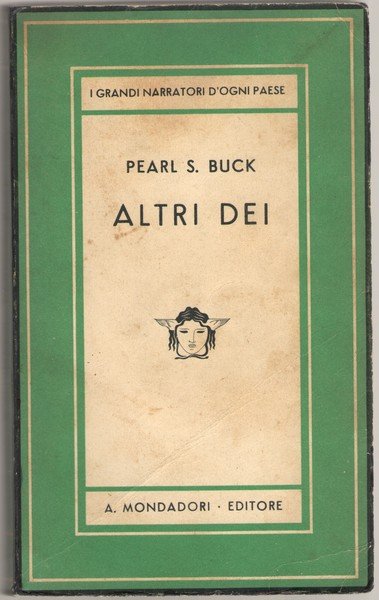 I GRANDI NARRATORI D'OGNI PAESE
PEARL S. BUCK
ALTRI DEI
A. MONDADORI · EDITORE